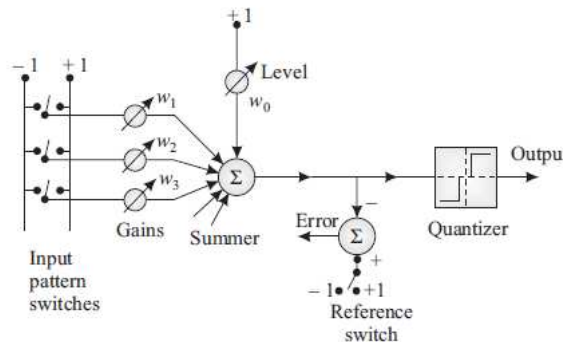 +1
− 1 + 1
Level
w1
w0
w2
w3
Σ
Output
Gains
Summer
Error
−
Σ
Quantizer
+
Input
pattern
switches
− 1 +1
Reference
switch